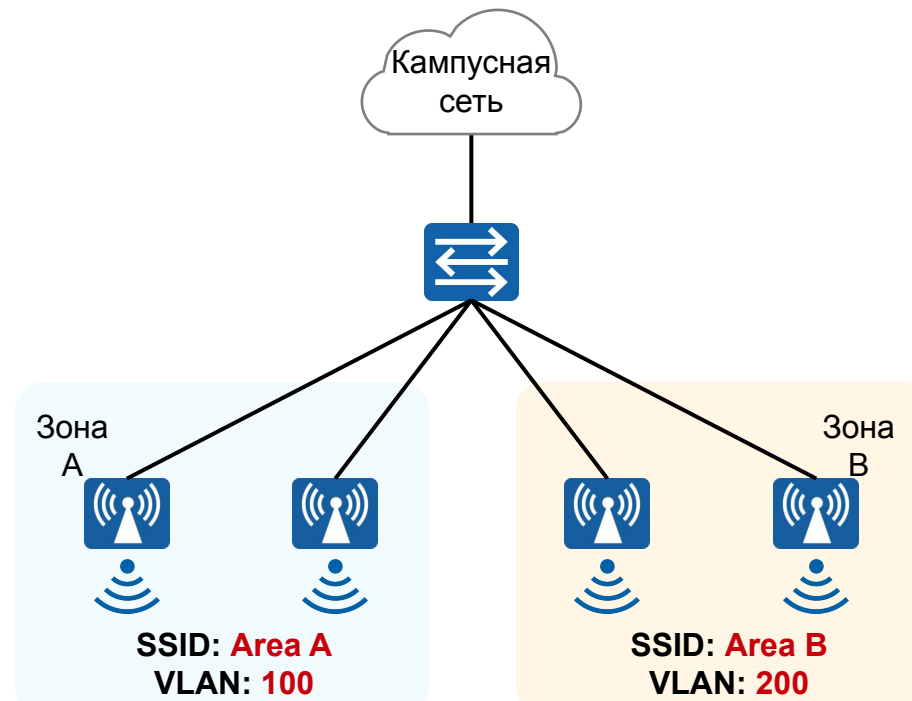 Кампусная
сеть
Зона
A
Зона
B
SSID: Area A
VLAN: 100
SSID: Area B
VLAN: 200